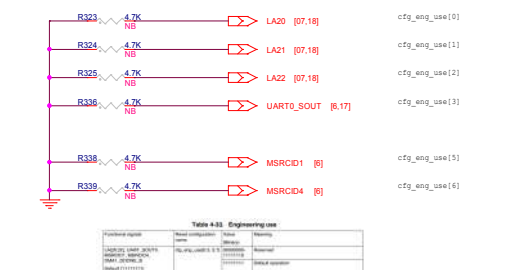 R323 4.7K NB LA20 [07,18] cfg_eng_use[0]
R324 4.7K NB LA21 [07,18] cfg_eng_use[1]
R325 4.7K NB LA22 [07,18] cfg_eng_use[2]
R336 4.7K NB UART0_SOUT [6,17] cfg_eng_use[3]
R338 4.7K NB MSRCID1 [6] cfg_eng_use[5]
R339 4.7K NB MSRCID4 [6] cfg_eng_use[6]
Table 4-33. Engineering use
Functional signals Reset configuration name Value (Binary) Meaning
Reserved
Default operation